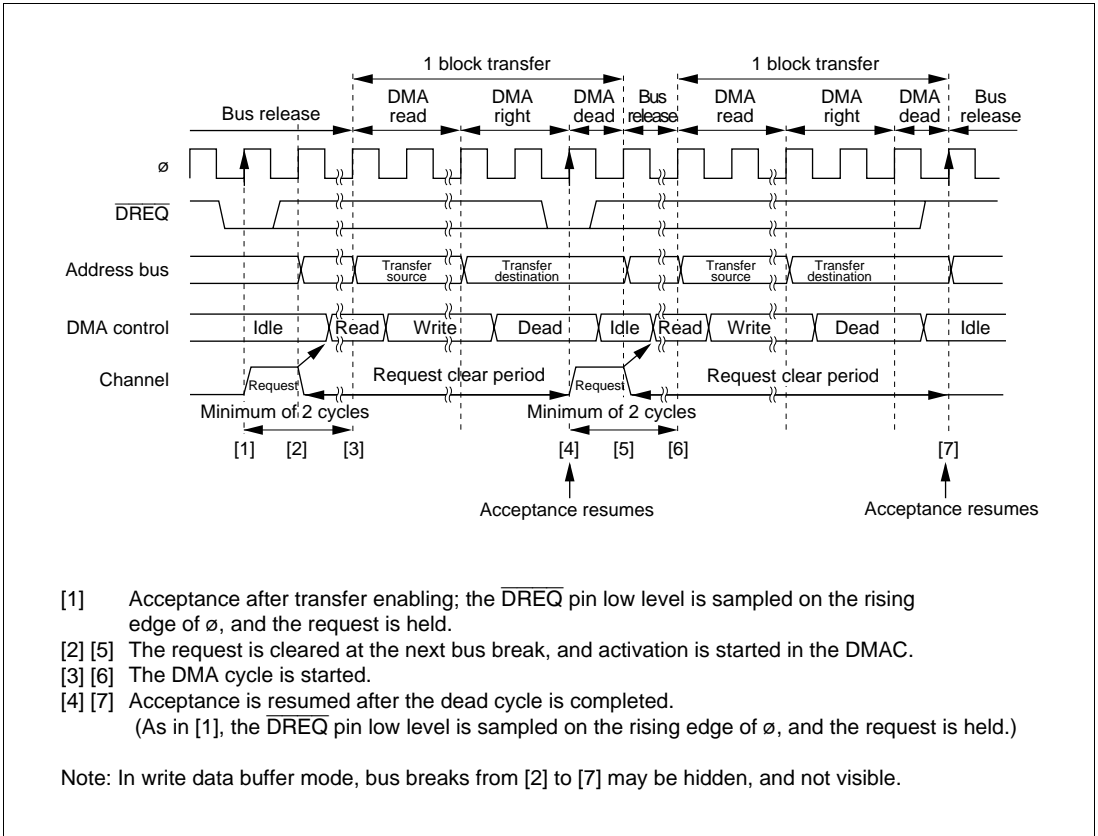 1 block transfer 1 block transfer
Bus release DMA read DMA right DMA dead Bus release DMA read DMA right DMA dead Bus release
ø
DREQ
Address bus Transfer source Transfer destination Transfer source Transfer destination
DMA control Idle Read Write Dead Idle Read Write Dead Idle
Channel Request Request clear period Request Request clear period
Minimum of 2 cycles Minimum of 2 cycles
[1] [2] [3] [4] [5] [6] [7]
Acceptance resumes Acceptance resumes
[1] Acceptance after transfer enabling; the DREQ pin low level is sampled on the rising
edge of ø, and the request is held.
[2] [5] The request is cleared at the next bus break, and activation is started in the DMAC.
[3] [6] The DMA cycle is started.
[4] [7] Acceptance is resumed after the dead cycle is completed.
(As in [1], the DREQ pin low level is sampled on the rising edge of ø, and the request is held.)
Note: In write data buffer mode, bus breaks from [2] to [7] may be hidden, and not visible.